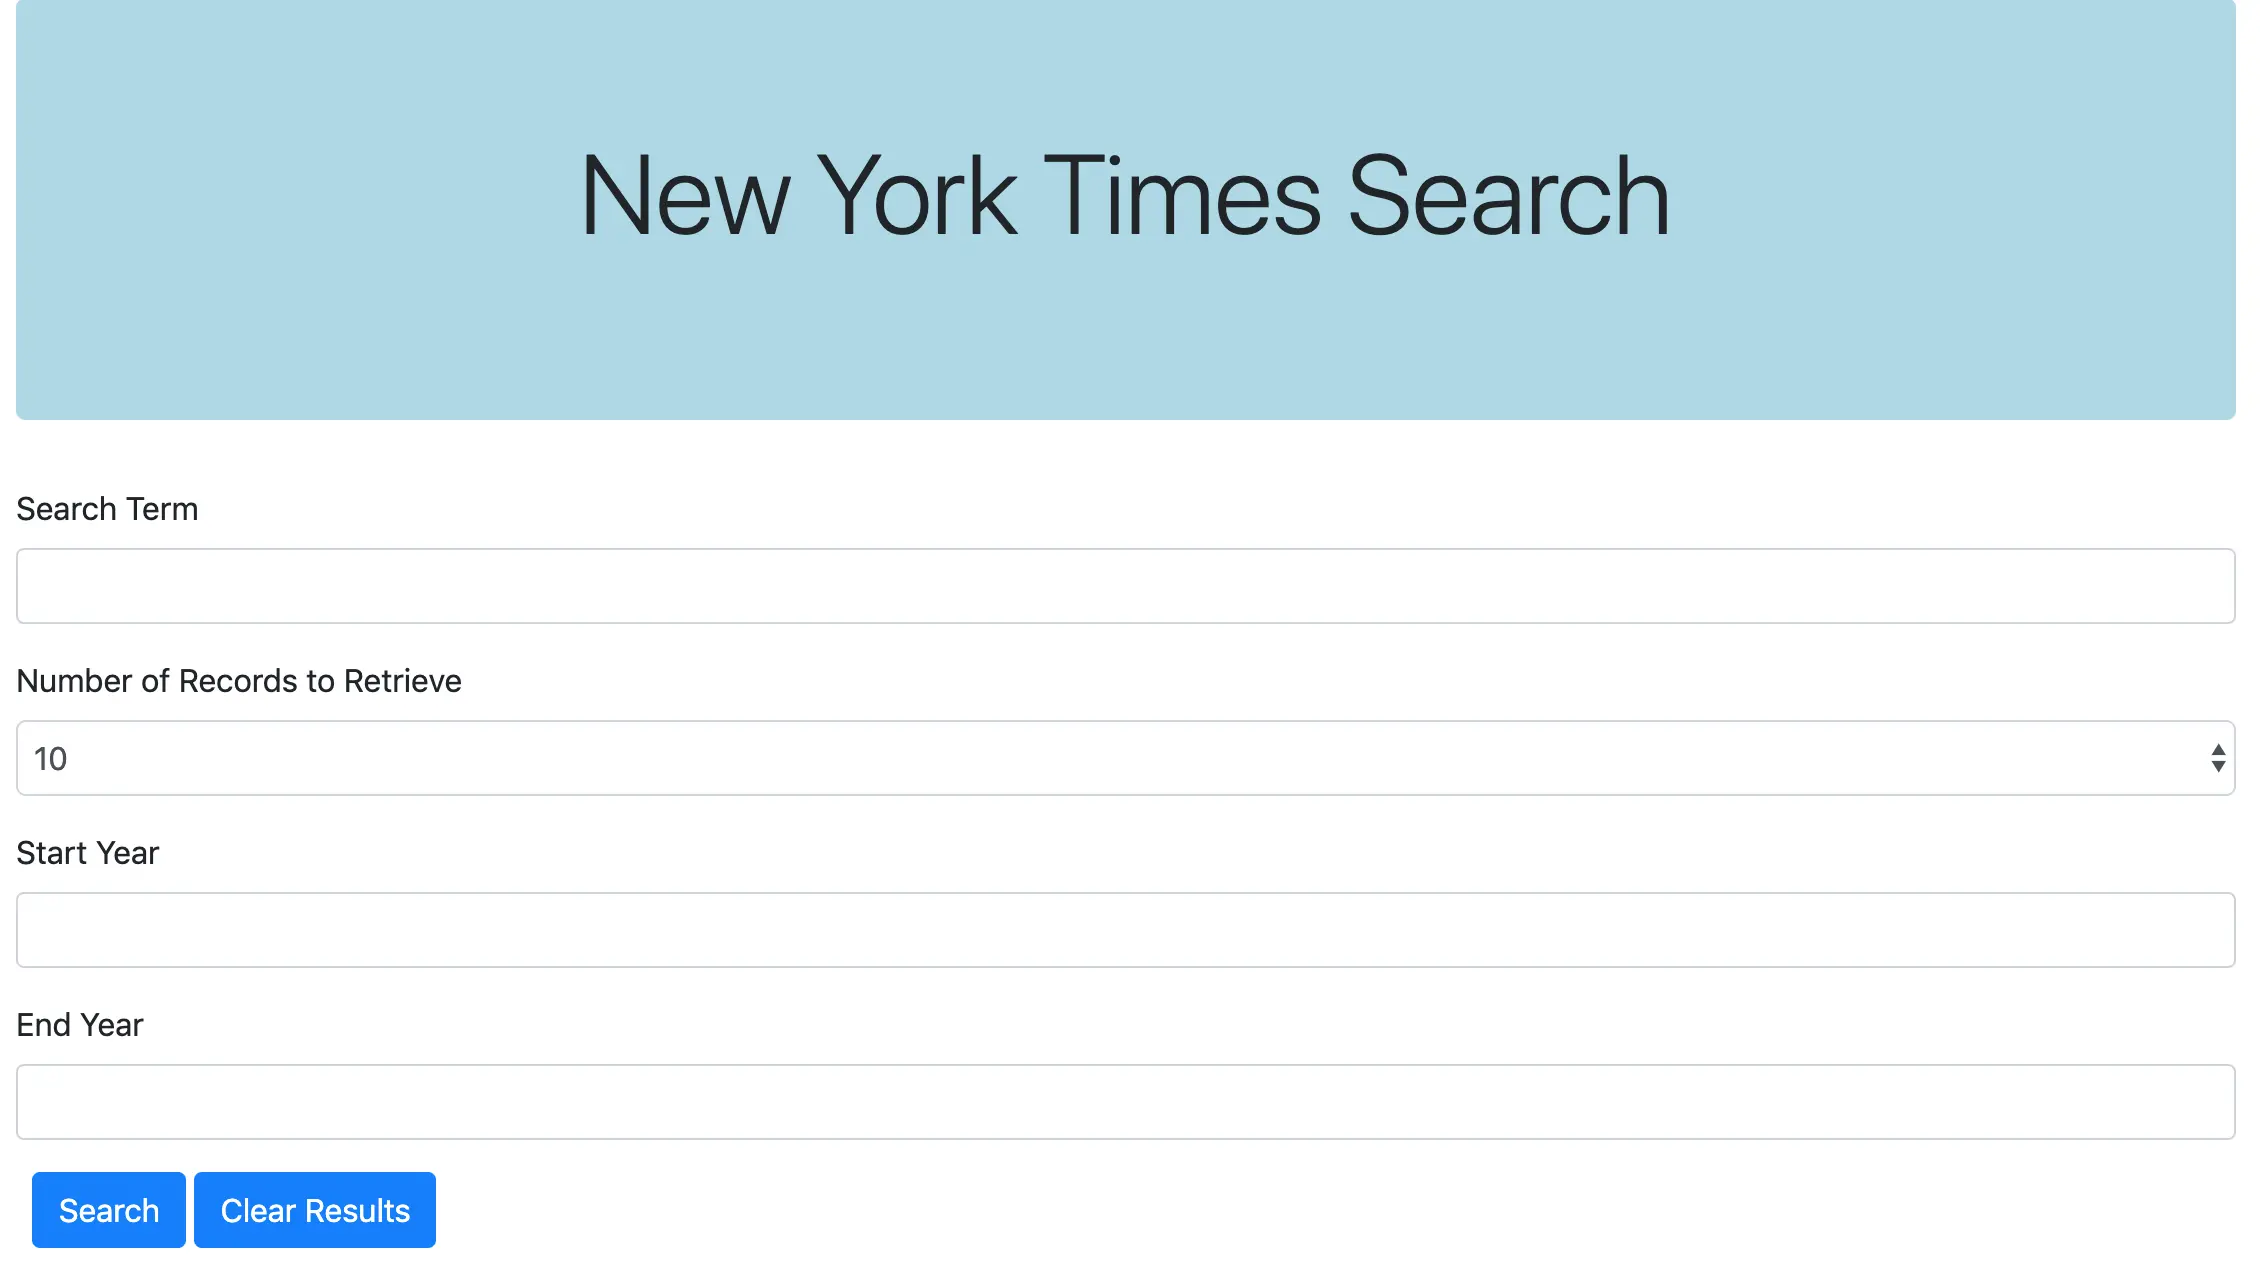 New York Times Search
Search Term
Number of Records to Retrieve
10
Start Year
End Year
Search Clear Results